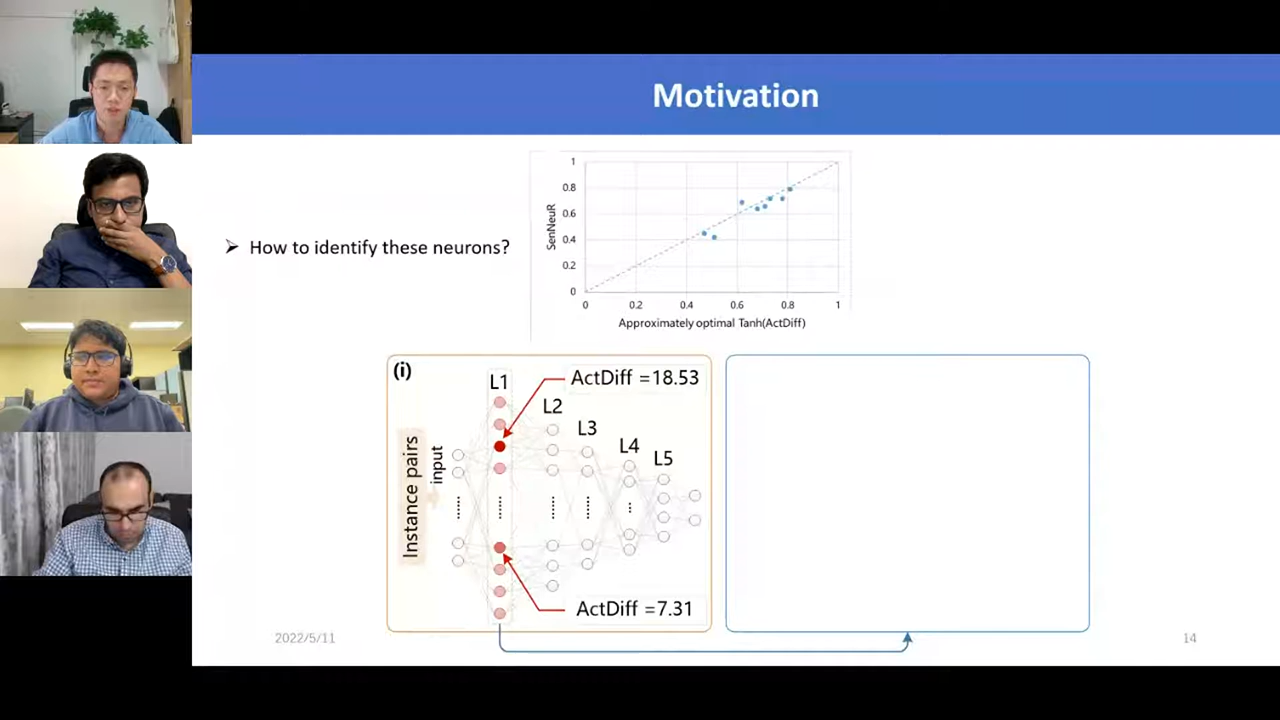 Motivation
➢ How to identify these neurons?
1
0.8
0.6
0.4
0.2
0
SenNeuR
0 0.2 0.4 0.6 0.8 1
Approximately optimal Tanh(ActDiff)
(i)
L1
ActDiff =18.53
L2
L3
L4
L5
Instance pairs
input
ActDiff =7.31
2022/5/11
14